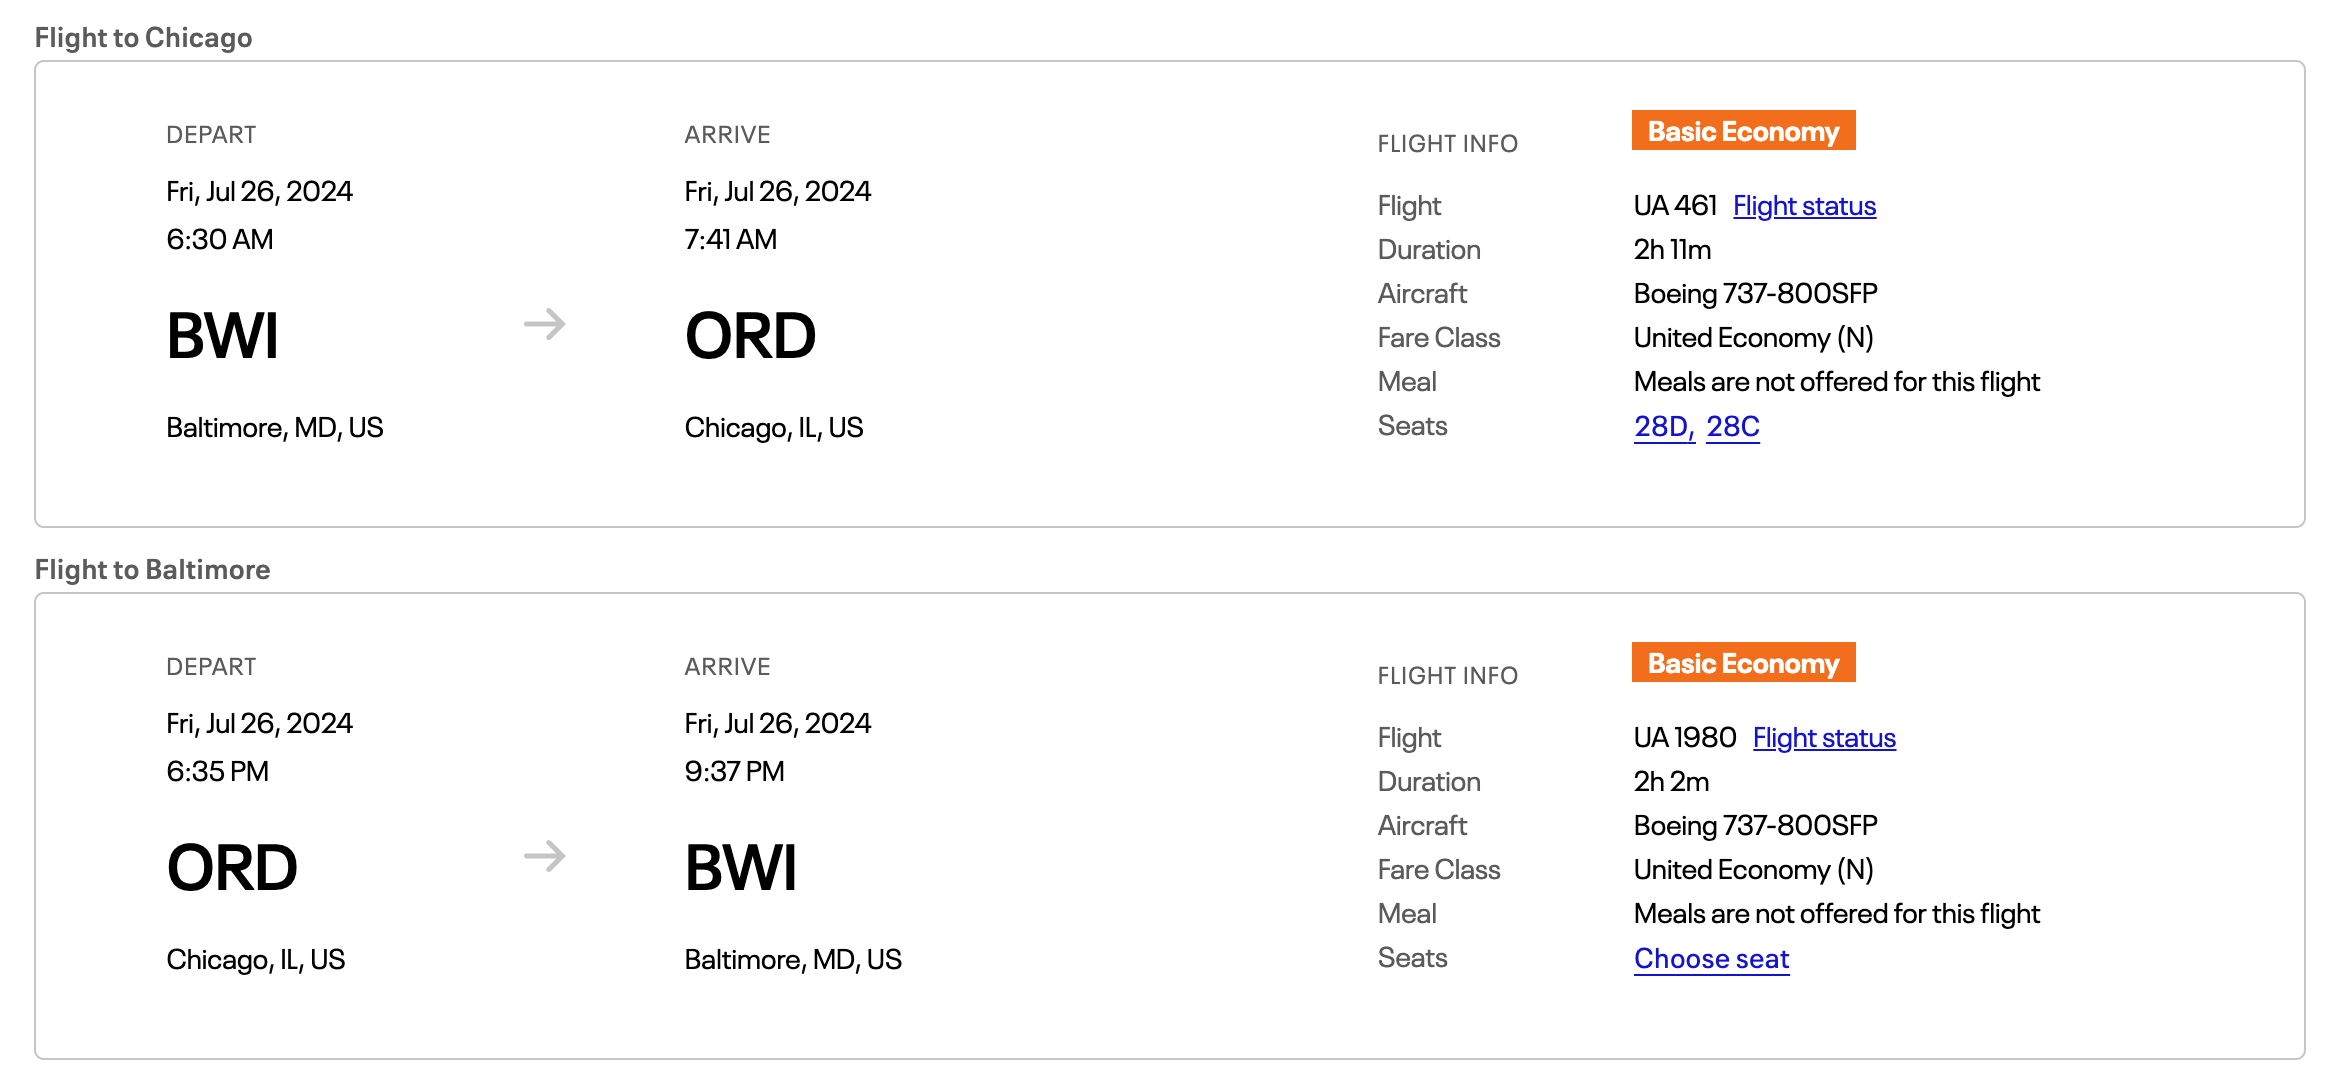 Flight to Chicago
DEPART
Fri, Jul 26, 2024
6:30 AM
BWI
Baltimore, MD, US
ARRIVE
Fri, Jul 26, 2024
7:41 AM
ORD
Chicago, IL, US
FLIGHT INFO Basic Economy
Flight UA 461 Flight status
Duration 2h 11m
Aircraft Boeing 737-800SFP
Fare Class United Economy (N)
Meal Meals are not offered for this flight
Seats 28D, 28C
Flight to Baltimore
DEPART
Fri, Jul 26, 2024
6:35 PM
ORD
Chicago, IL, US
ARRIVE
Fri, Jul 26, 2024
9:37 PM
BWI
Baltimore, MD, US
FLIGHT INFO Basic Economy
Flight UA 1980 Flight status
Duration 2h 2m
Aircraft Boeing 737-800SFP
Fare Class United Economy (N)
Meal Meals are not offered for this flight
Seats Choose seat